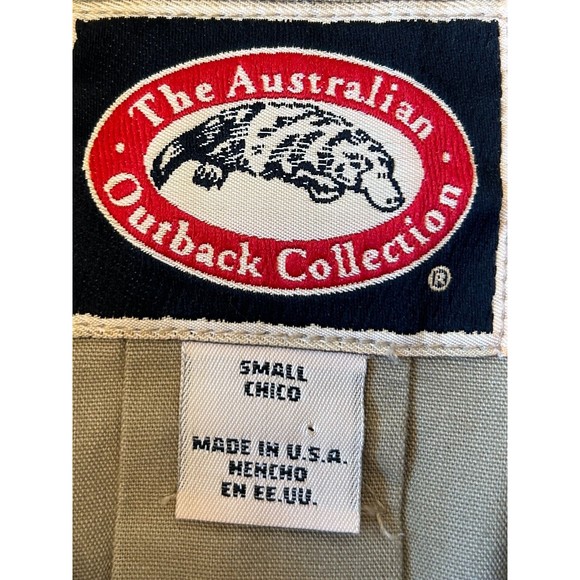 · The Australian ·
Outback Collection
®
SMALL
CHICO
MADE IN U.S.A.
HENCHO
EN EE.UU.